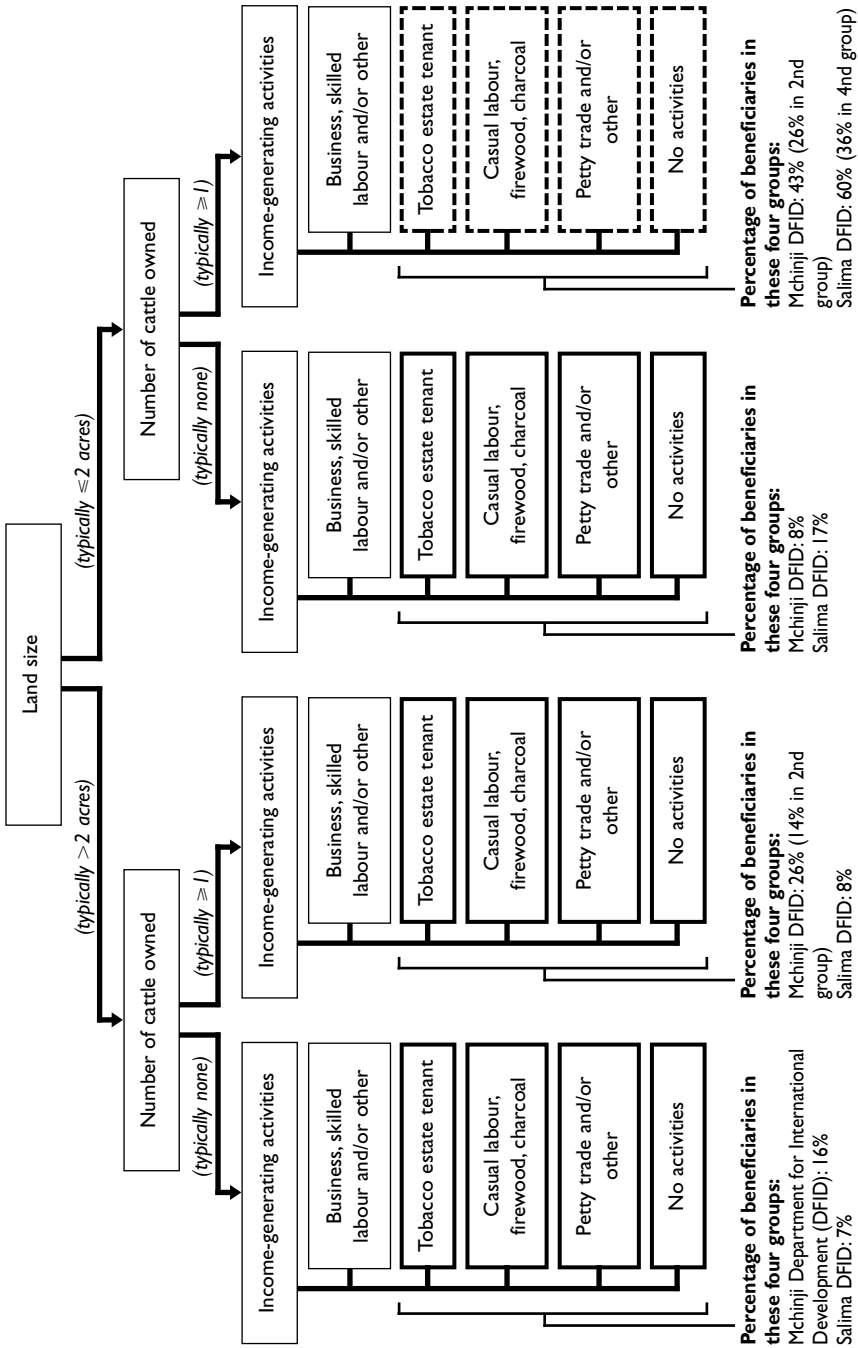 Land size
(typically > 2 acres)
(typically ⩽ 2 acres)
Number of cattle owned
Number of cattle owned
(typically none)
(typically ⩾ 1)
(typically none)
(typically ⩾ 1)
Income-generating activities
Business, skilled
labour and/or other
Tobacco estate tenant
Casual labour,
firewood, charcoal
Petty trade and/or
other
No activities
Percentage of beneficiaries in
these four groups:
Mchinji Department for International
Development (DFID): 16%
Salima DFID: 7%
Income-generating activities
Business, skilled
labour and/or other
Tobacco estate tenant
Casual labour,
firewood, charcoal
Petty trade and/or
other
No activities
Percentage of beneficiaries in
these four groups:
Mchinji DFID: 26% (14% in 2nd
group)
Salima DFID: 8%
Income-generating activities
Business, skilled
labour and/or other
Tobacco estate tenant
Casual labour,
firewood, charcoal
Petty trade and/or
other
No activities
Percentage of beneficiaries in
these four groups:
Mchinji DFID: 8%
Salima DFID: 17%
Income-generating activities
Business, skilled
labour and/or other
Tobacco estate tenant
Casual labour,
firewood, charcoal
Petty trade and/or
other
No activities
Percentage of beneficiaries in
these four groups:
Mchinji DFID: 43% (26% in 2nd
group)
Salima DFID: 60% (36% in 4nd group)